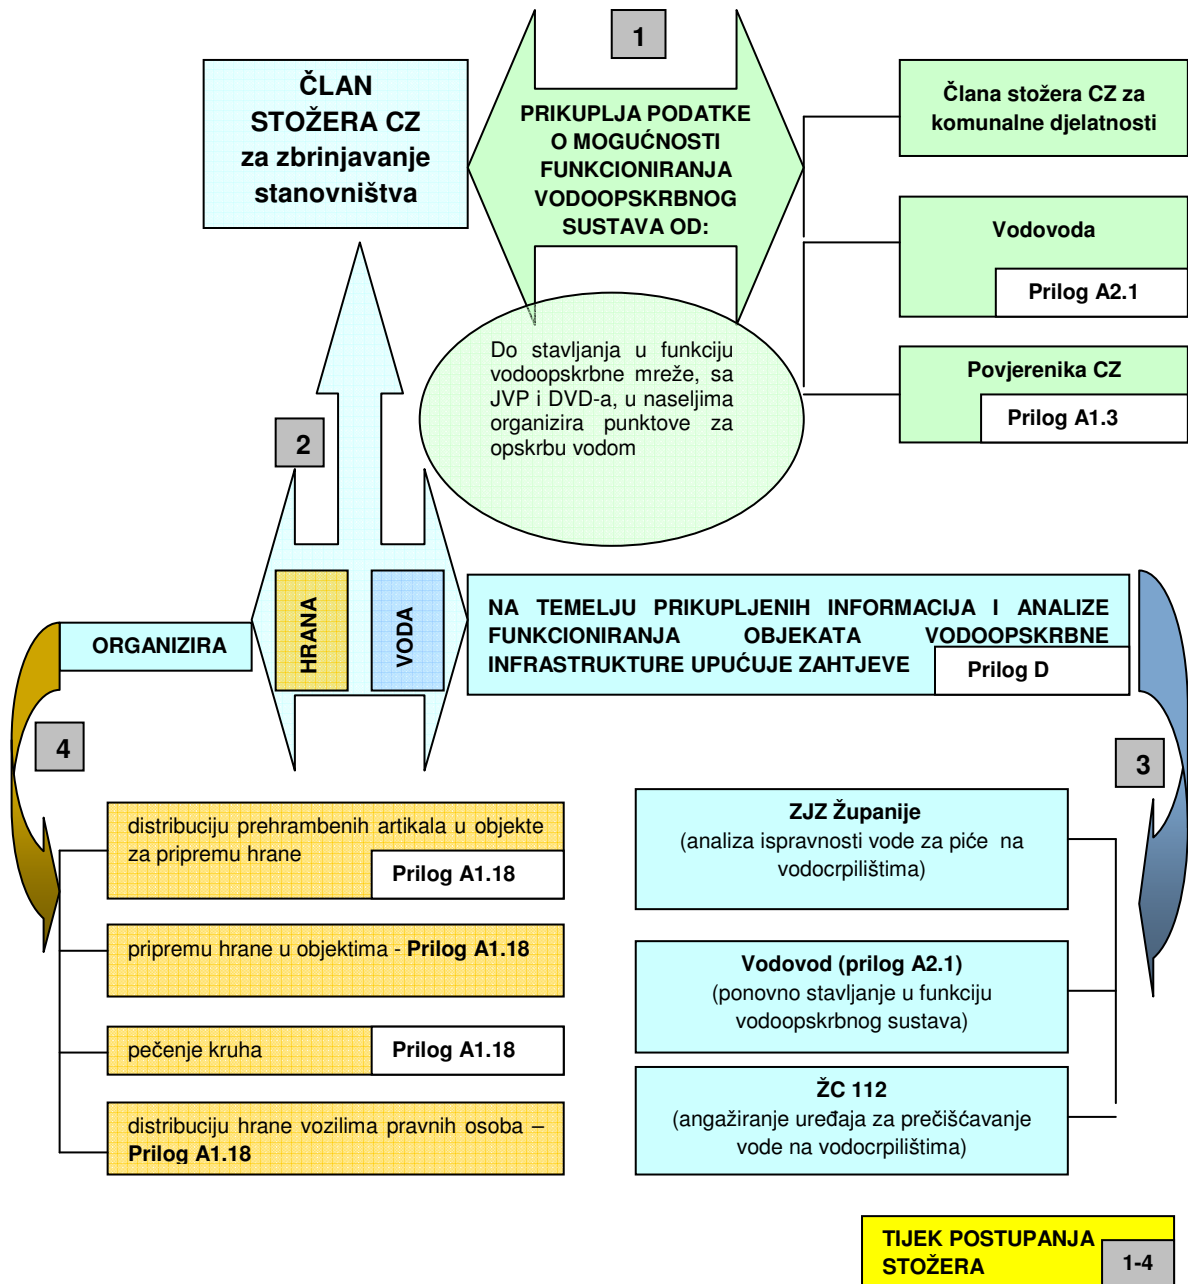 1
ČLAN
STOŽERA CZ
za zbrinjavanje
stanovništva
PRIKUPLJA PODATKE
O MOGUĆNOSTI
FUNKCIONIRANJA
VODOOPSKRBNOG
SUSTAVA OD:
Člana stožera CZ za
komunalne djelatnosti
Vodovoda
Prilog A2.1
Povjerenika CZ
Prilog A1.3
Do stavljanja u funkciju
vodoopskrbne mreže, sa
JVP i DVD-a, u naseljima
organizira punktove za
opskrbu vodom
2
HRANA
VODA
ORGANIZIRA
NA TEMELJU PRIKUPLJENIH INFORMACIJA I ANALIZE
FUNKCIONIRANJA OBJEKATA VODOOPSKRBNE
INFRASTRUKTURE UPUĆUJE ZAHTJEVE
Prilog D
4
3
distribuciju prehrambenih artikala u objekte
za pripremu hrane
Prilog A1.18
pripremu hrane u objektima - Prilog A1.18
pečenje kruha
Prilog A1.18
distribuciju hrane vozilima pravnih osoba –
Prilog A1.18
ZJZ Županije
(analiza ispravnosti vode za piće na
vodocrpilištima)
Vodovod (prilog A2.1)
(ponovno stavljanje u funkciju
vodoopskrbnog sustava)
ŽC 112
(angažiranje uređaja za prečišćavanje
vode na vodocrpilištima)
TIJEK POSTUPANJA
STOŽERA
1-4